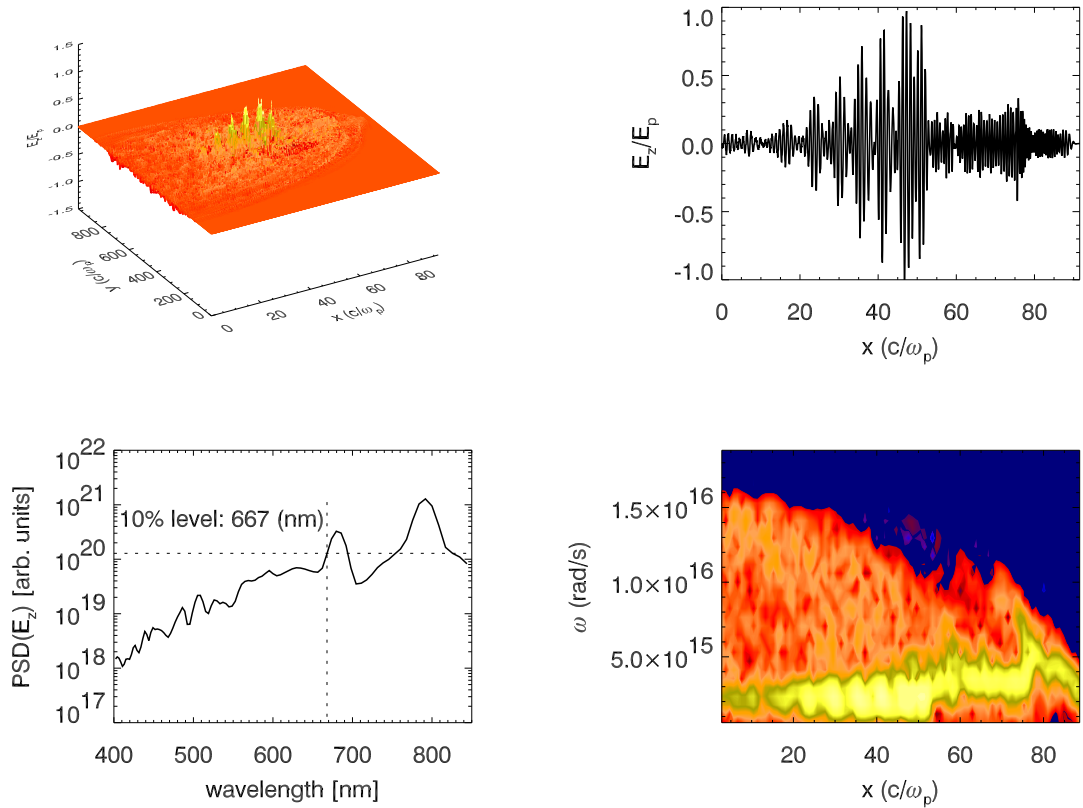 1.5
1.0
0.5
0.0
-0.5
-1.0
-1.5
E_z/E_p
800
600
400
200
0
y (c/ω_p)
0
20
40
60
80
x (c/ω_p)
1.0
0.5
0.0
-0.5
-1.0
E_z/E_p
0 20 40 60 80
x (c/ω_p)
10^22
10^21
10^20
10^19
10^18
10^17
PSD(E_z) [arb. units]
10% level: 667 (nm)
400 500 600 700 800
wavelength [nm]
1.5×10^16
1.0×10^16
5.0×10^15
ω (rad/s)
20 40 60 80
x (c/ω_p)